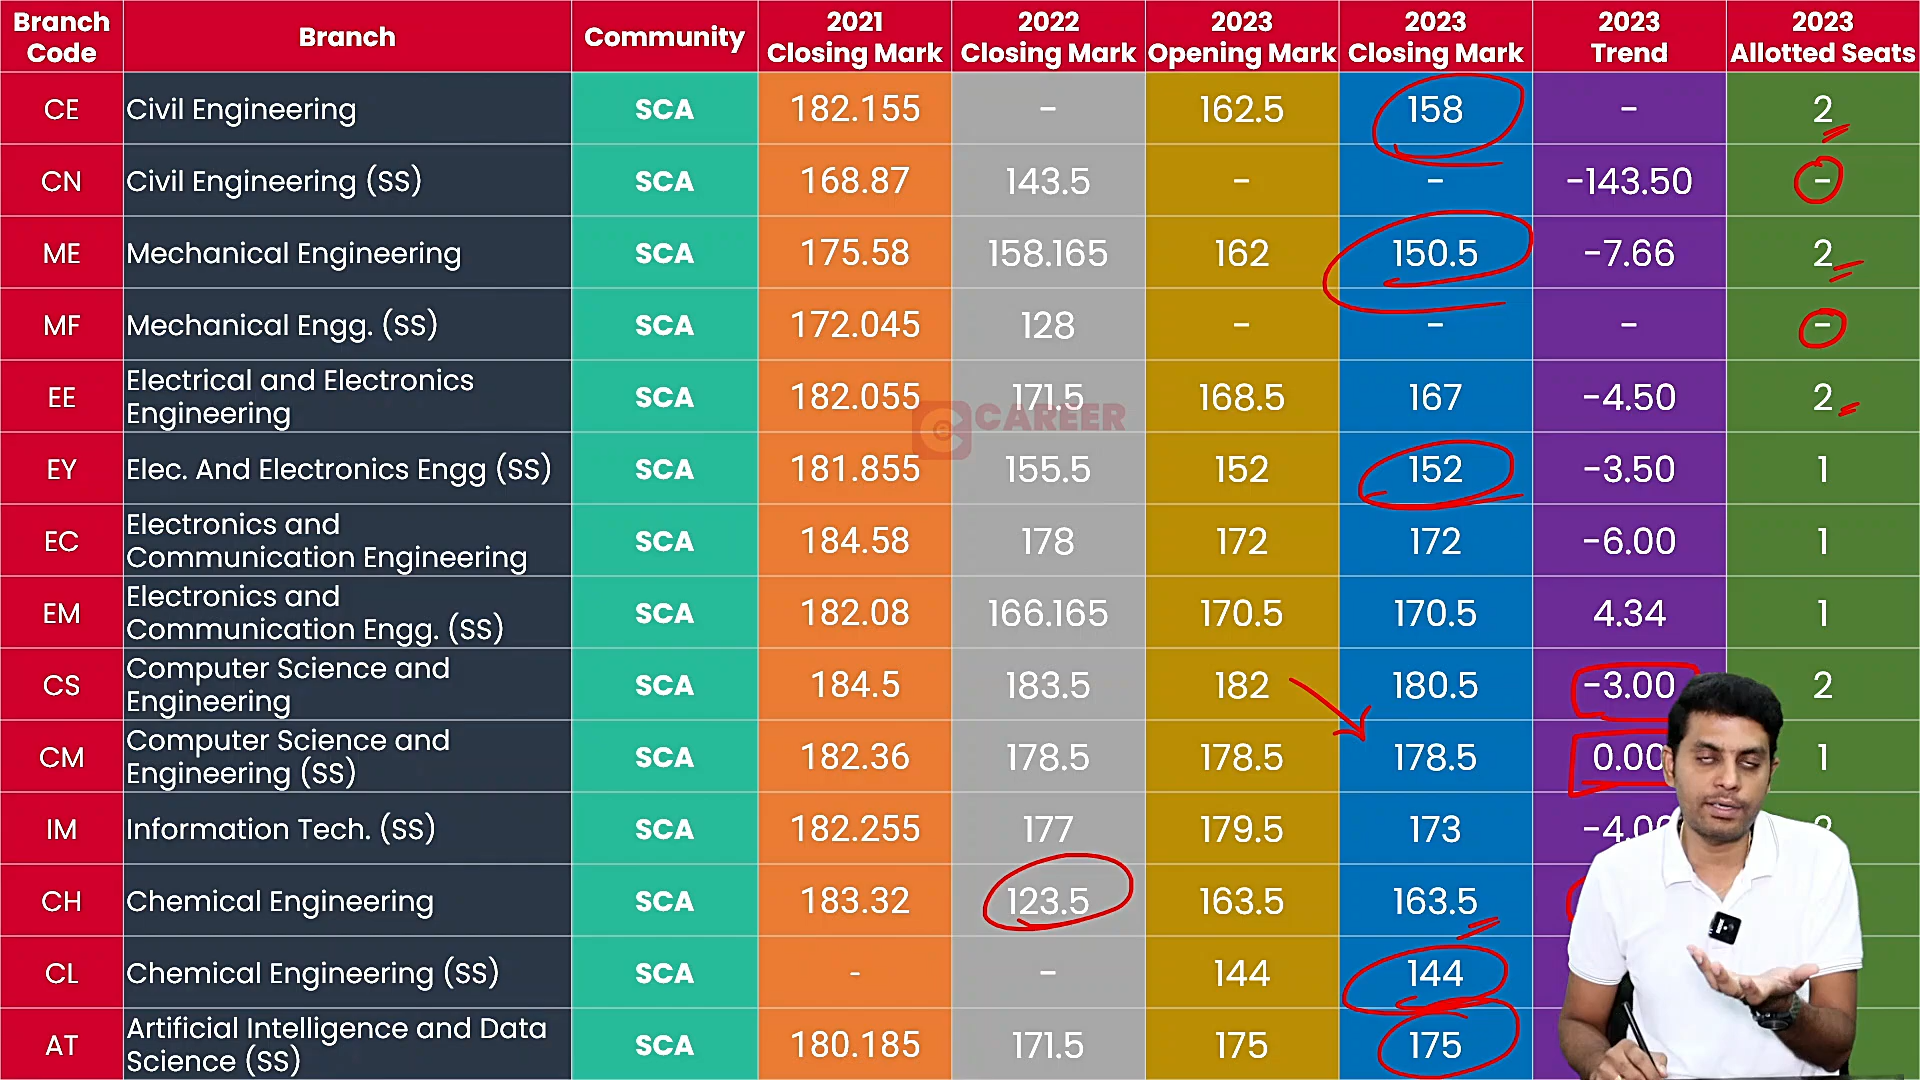 Branch Code | Branch | Community | 2021 Closing Mark | 2022 Closing Mark | 2023 Opening Mark | 2023 Closing Mark | 2023 Trend | 2023 Allotted Seats
CE | Civil Engineering | SCA | 182.155 | - | 162.5 | 158 | - | 2
CN | Civil Engineering (SS) | SCA | 168.87 | 143.5 | - | - | -143.50 | -
ME | Mechanical Engineering | SCA | 175.58 | 158.165 | 162 | 150.5 | -7.66 | 2
MF | Mechanical Engg. (SS) | SCA | 172.045 | 128 | - | - | - | -
EE | Electrical and Electronics Engineering | SCA | 182.055 | 171.5 | 168.5 | 167 | -4.50 | 2
CAREER
EY | Elec. And Electronics Engg (SS) | SCA | 181.855 | 155.5 | 152 | 152 | -3.50 | 1
EC | Electronics and Communication Engineering | SCA | 184.58 | 178 | 172 | 172 | -6.00 | 1
EM | Electronics and Communication Engg. (SS) | SCA | 182.08 | 166.165 | 170.5 | 170.5 | 4.34 | 1
CS | Computer Science and Engineering | SCA | 184.5 | 183.5 | 182 | 180.5 | -3.00 | 2
CM | Computer Science and Engineering (SS) | SCA | 182.36 | 178.5 | 178.5 | 178.5 | 0.00 | 1
IM | Information Tech. (SS) | SCA | 182.255 | 177 | 179.5 | 173 | -4.00
CH | Chemical Engineering | SCA | 183.32 | 123.5 | 163.5 | 163.5
CL | Chemical Engineering (SS) | SCA | - | - | 144 | 144
AT | Artificial Intelligence and Data Science (SS) | SCA | 180.185 | 171.5 | 175 | 175